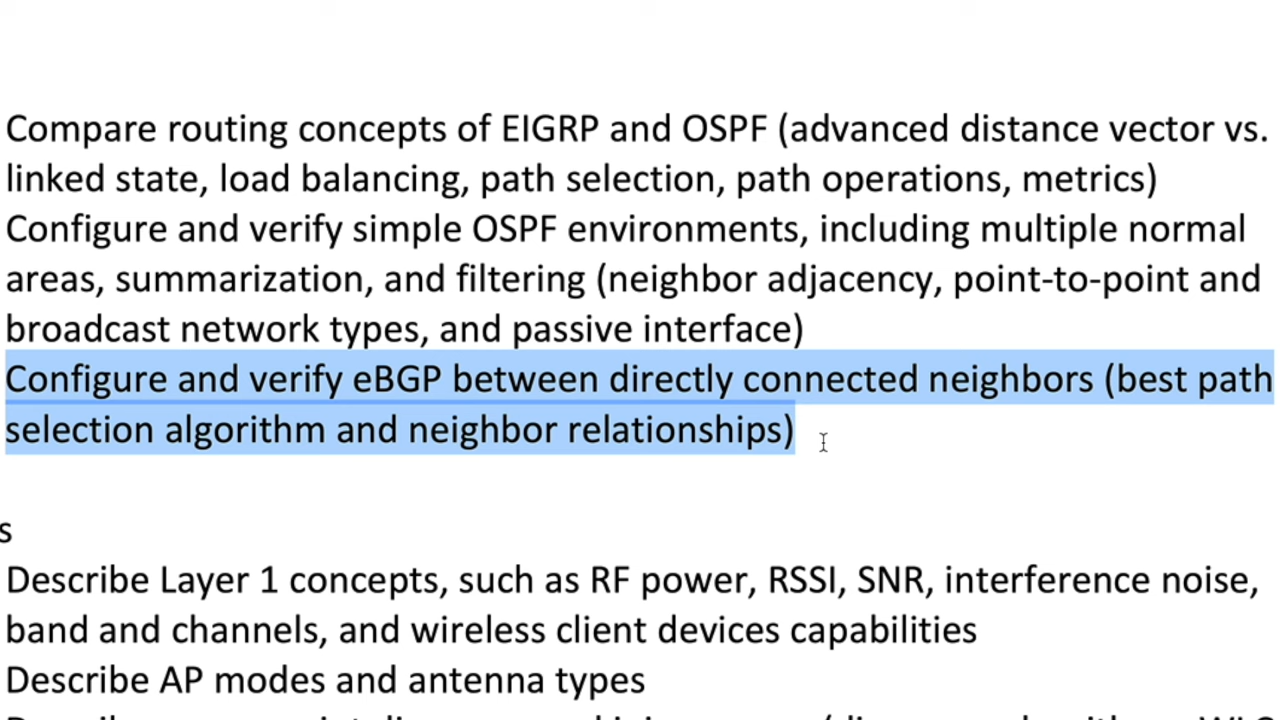 Compare routing concepts of EIGRP and OSPF (advanced distance vector vs.
linked state, load balancing, path selection, path operations, metrics)
Configure and verify simple OSPF environments, including multiple normal
areas, summarization, and filtering (neighbor adjacency, point-to-point and
broadcast network types, and passive interface)
Configure and verify eBGP between directly connected neighbors (best path
selection algorithm and neighbor relationships)
s
Describe Layer 1 concepts, such as RF power, RSSI, SNR, interference noise,
band and channels, and wireless client devices capabilities
Describe AP modes and antenna types